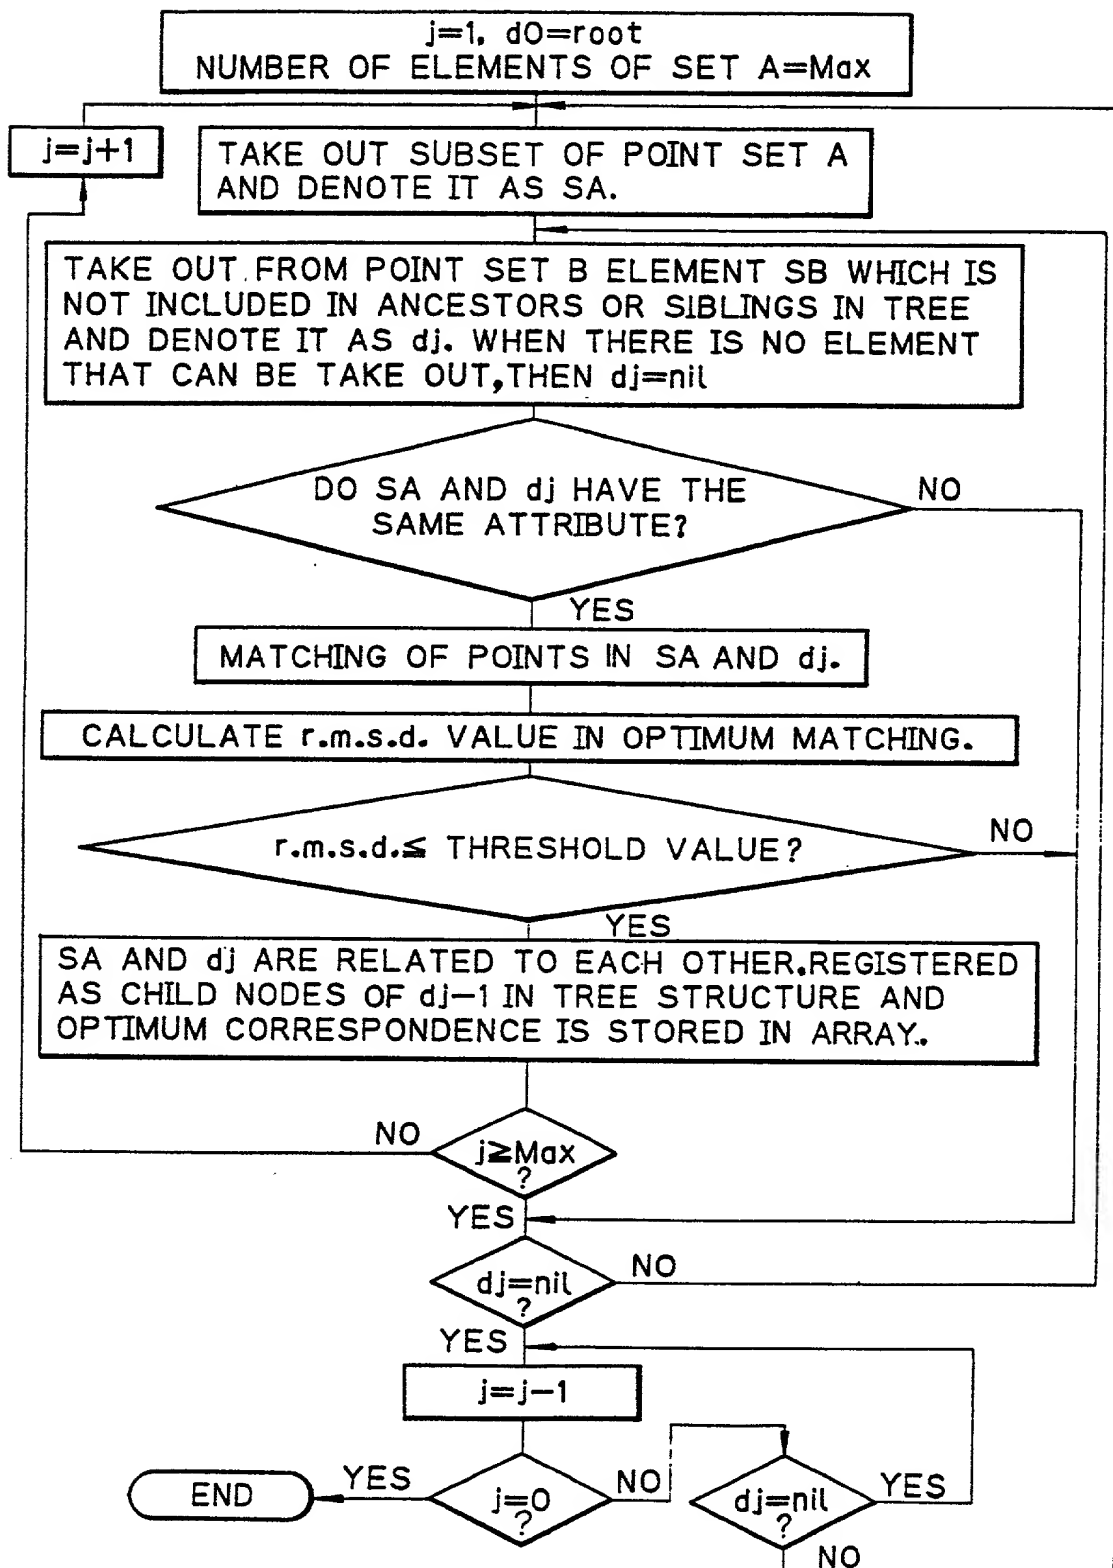 j=1, d0=root
NUMBER OF ELEMENTS OF SET A=Max
j=j+1
TAKE OUT SUBSET OF POINT SET A
AND DENOTE IT AS SA.
TAKE OUT FROM POINT SET B ELEMENT SB WHICH IS
NOT INCLUDED IN ANCESTORS OR SIBLINGS IN TREE
AND DENOTE IT AS dj. WHEN THERE IS NO ELEMENT
THAT CAN BE TAKE OUT, THEN dj=nil
DO SA AND dj HAVE THE
SAME ATTRIBUTE?
NO
YES
MATCHING OF POINTS IN SA AND dj.
CALCULATE r.m.s.d. VALUE IN OPTIMUM MATCHING.
r.m.s.d.≦ THRESHOLD VALUE?
NO
YES
SA AND dj ARE RELATED TO EACH OTHER.REGISTERED
AS CHILD NODES OF dj-1 IN TREE STRUCTURE AND
OPTIMUM CORRESPONDENCE IS STORED IN ARRAY.
NO
j≧Max
?
YES
dj=nil
?
NO
YES
j=j-1
END
YES
j=0
?
NO
dj=nil
?
YES
NO